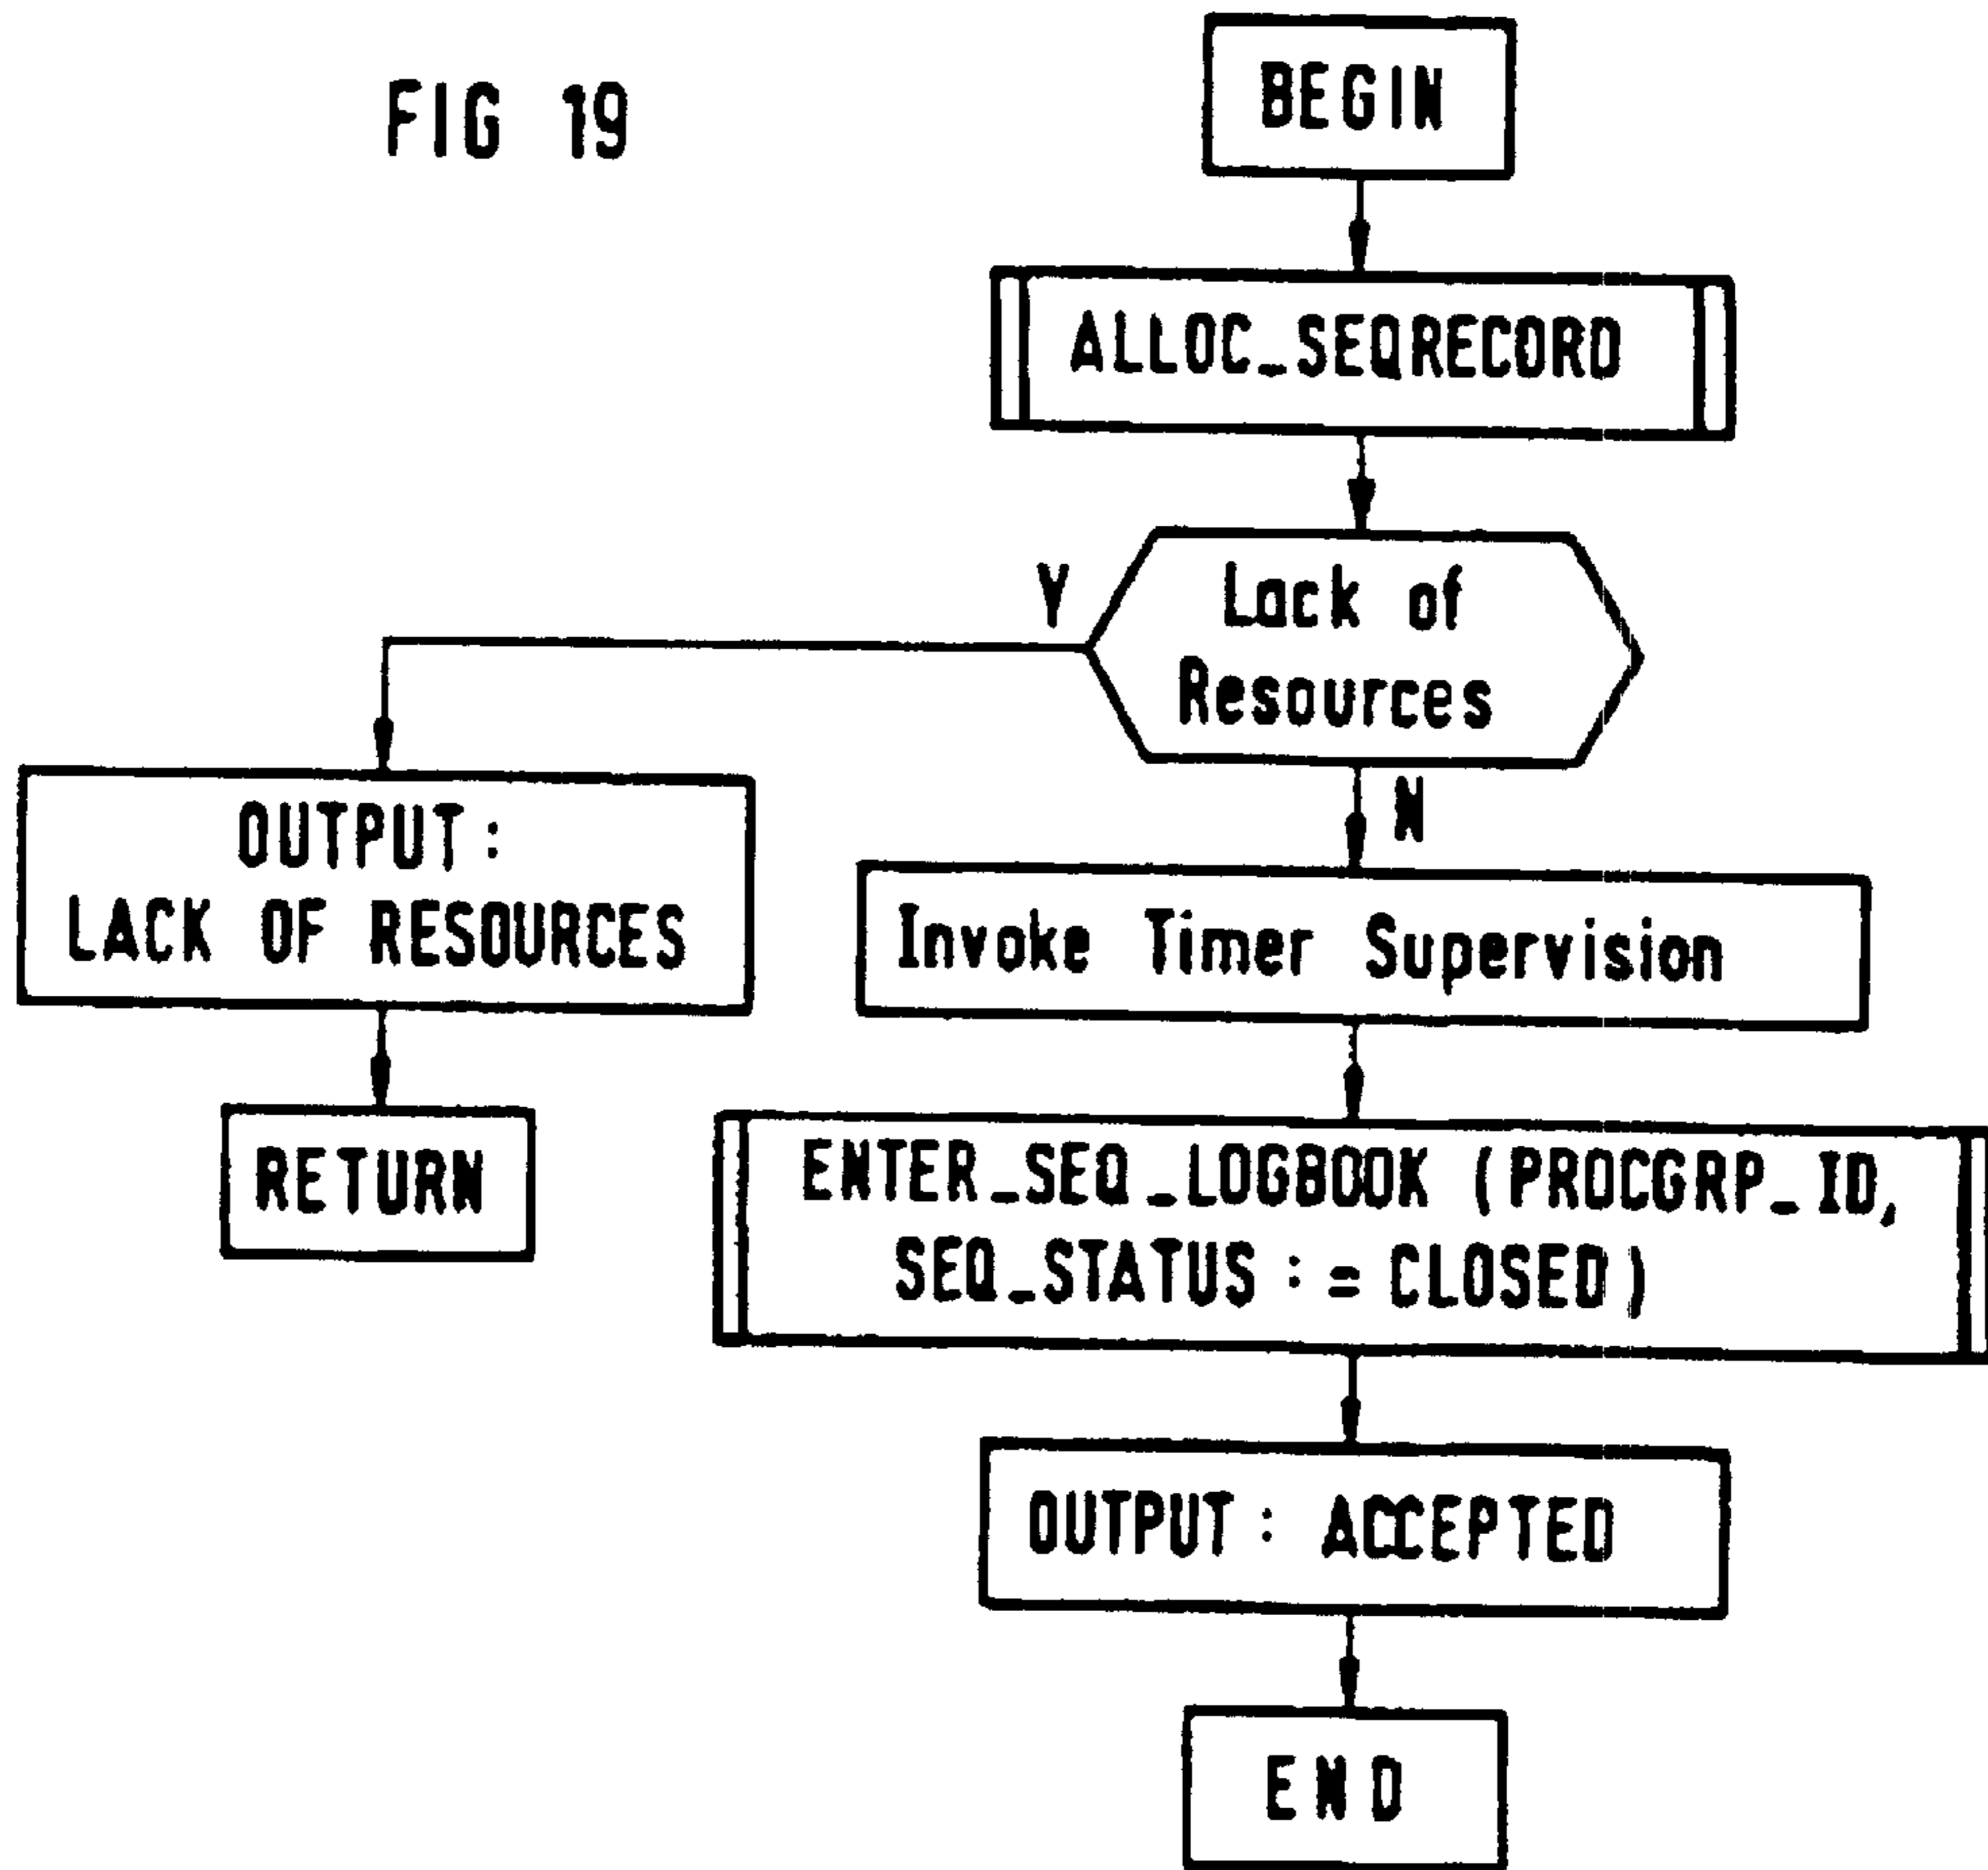 FIG 19
BEGIN
ALLOC_SEQRECORD
Lack of
Resources
Y
N
OUTPUT:
LACK OF RESOURCES
RETURN
Invoke Timer Supervision
ENTER_SEQ_LOGBOOK (PROCGRP_ID,
SEQ_STATUS := CLOSED)
OUTPUT: ACCEPTED
END